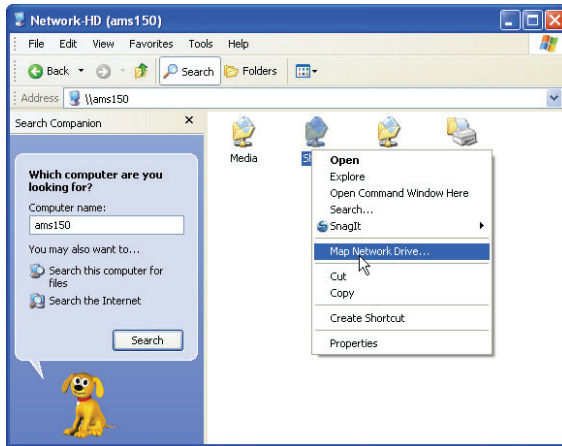 Network-HD (ams150)
File Edit View Favorites Tools Help
Back Search Folders
Address \\ams150
Search Companion
Which computer are you
looking for?
Computer name:
ams150
You may also want to...
Search this computer for
files
Search the Internet
Search
Media
Open
Explore
Open Command Window Here
Search...
SnagIt
Map Network Drive...
Cut
Copy
Create Shortcut
Properties